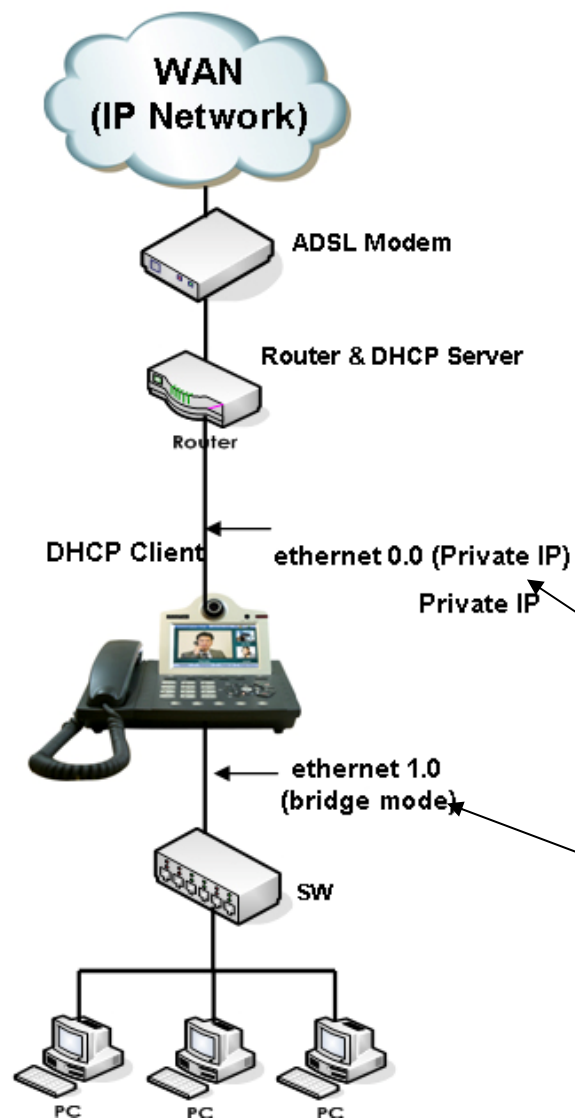 WAN
(IP Network)
ADSL Modem
Router & DHCP Server
Router
DHCP Client
ethernet 0.0 (Private IP)
Private IP
ethernet 1.0
(bridge mode)
SW
PC PC PC